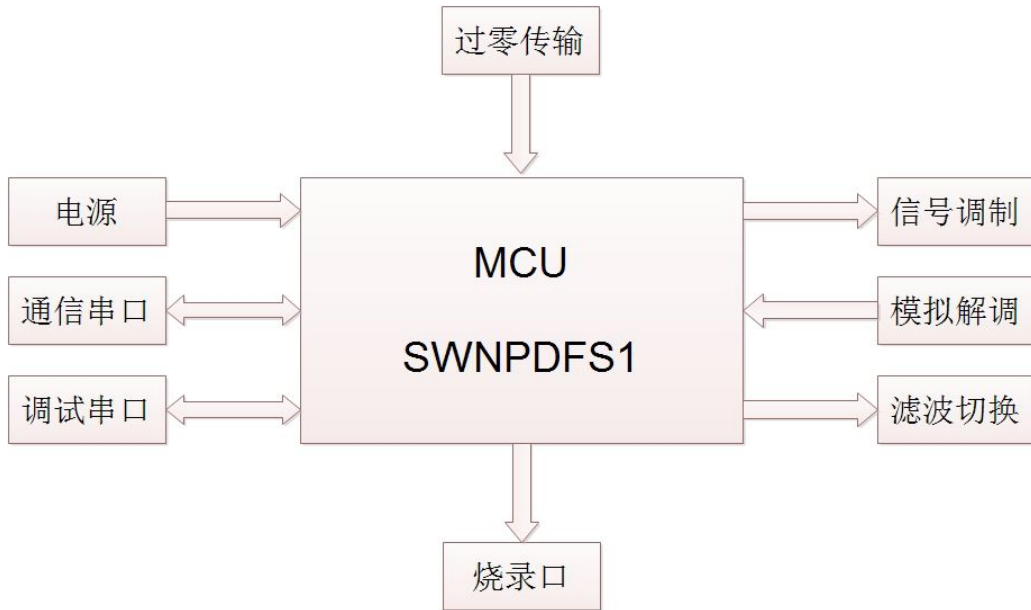 过零传输
电源
通信串口
调试串口
MCU
SWNPDFS1
信号调制
模拟解调
滤波切换
烧录口